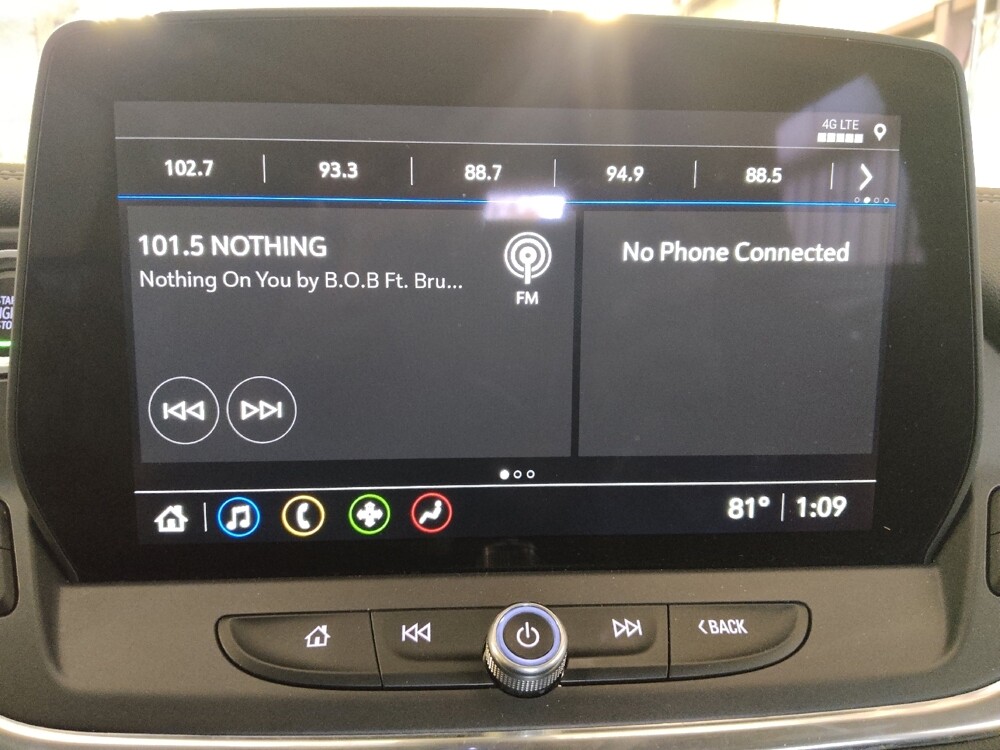 4G LTE
102.7 93.3 88.7 94.9 88.5
101.5 NOTHING
Nothing On You by B.O.B Ft. Bru...
FM
No Phone Connected
81° 1:09
BACK